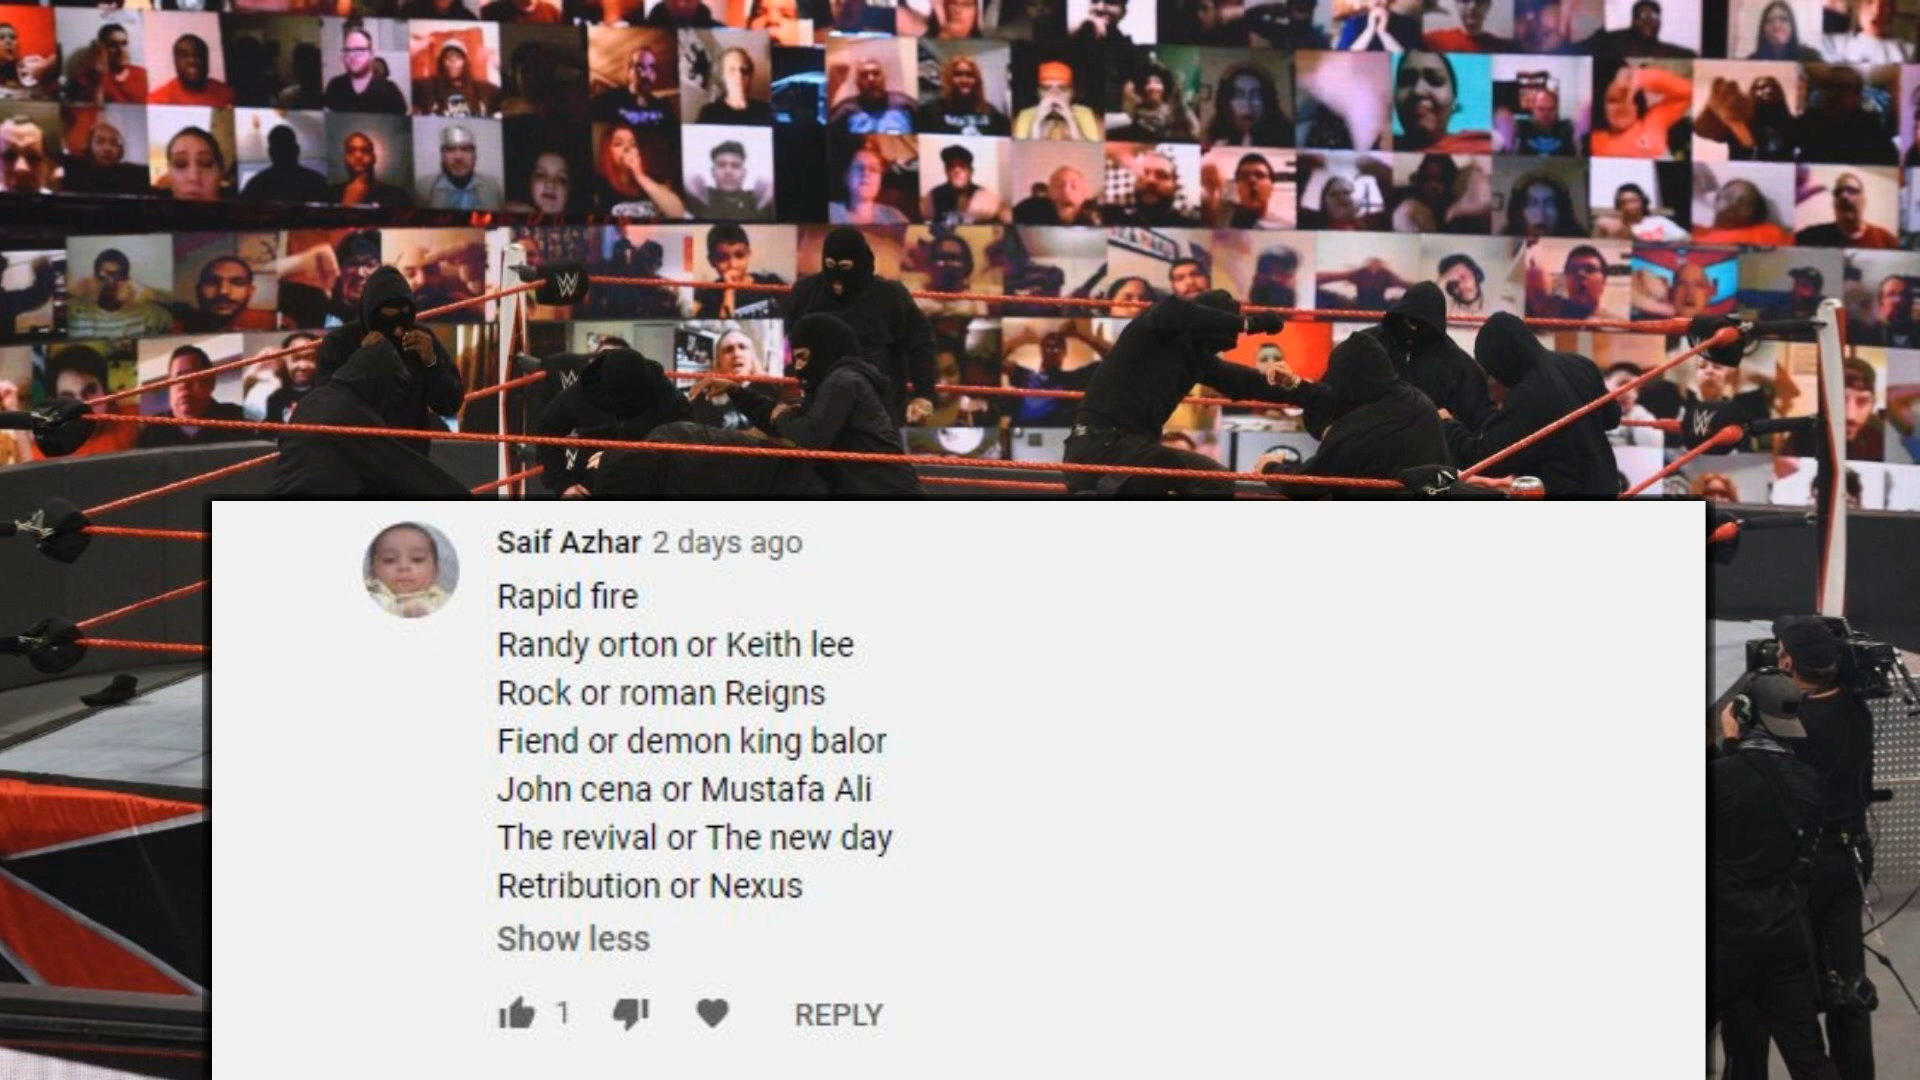 Saif Azhar 2 days ago
Rapid fire
Randy orton or Keith lee
Rock or roman Reigns
Fiend or demon king balor
John cena or Mustafa Ali
The revival or The new day
Retribution or Nexus
Show less
1 REPLY